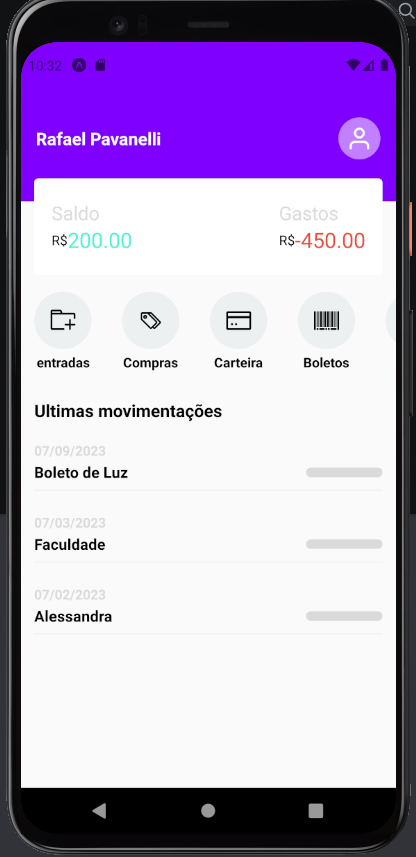 10:32
Rafael Pavanelli
Saldo Gastos
R$200.00 R$-450.00
entradas Compras Carteira Boletos
Ultimas movimentações
07/09/2023
Boleto de Luz
07/03/2023
Faculdade
07/02/2023
Alessandra